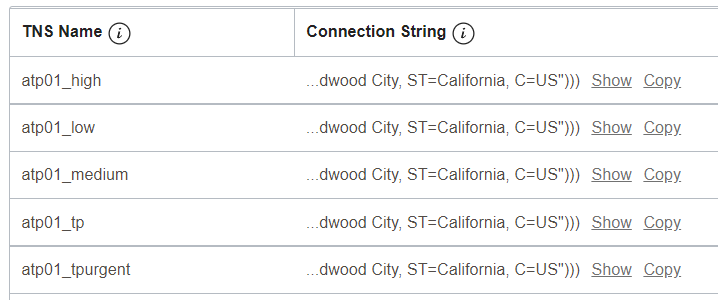 TNS Name i Connection String i
atp01_high ...dwood City, ST=California, C=US"))) Show Copy
atp01_low ...dwood City, ST=California, C=US"))) Show Copy
atp01_medium ...dwood City, ST=California, C=US"))) Show Copy
atp01_tp ...dwood City, ST=California, C=US"))) Show Copy
atp01_tpurgent ...dwood City, ST=California, C=US"))) Show Copy